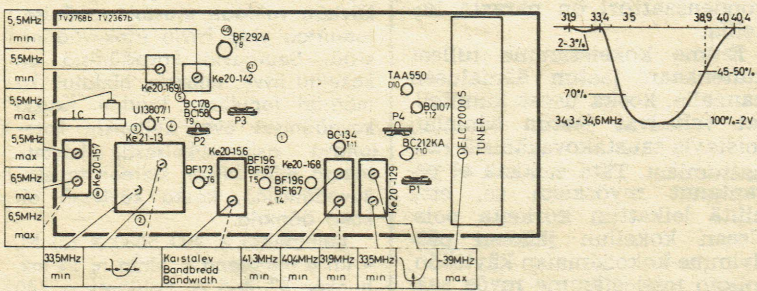 TV2768b TV2367b
5,5MHz min
5,5MHz min
5,5MHz max
5,5MHz max
6,5MHz max
6,5MHz max
BF292A
T8
Ke20-169
Ke20-142
I.C.
U13807/1
BC178
BC158
T9
P3
P2
TAA550
D10
BC107
T12
P4
BC212KA
T10
P1
ELC2000S
TUNER
Ke20-157
Ke21-13
Ke20-156
BF173
T6
BF196
BF167
T5
Ke20-168
BF196
BF167
T4
BC134
T11
Ke20-129
33,5MHz min
Kaistalev
Bandbredd
Bandwidth
41,3MHz min
40,4MHz min
31,9MHz min
33,5MHz min
~39MHz max
31,9 33,4 35 38,9 40 40,4
2-3%
45-50%
70%
34,3-34,6MHz
100%=2V